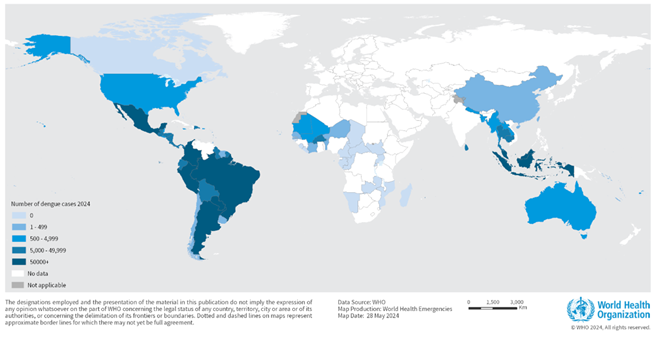 Number of dengue cases 2024
0
1 - 499
500 - 4,999
5,000 - 49,999
50000+
No data
Not applicable
The designations employed and the presentation of the material in this publication do not imply the expression of
any opinion whatsoever on the part of WHO concerning the legal status of any country, territory, city or area or of its
authorities, or concerning the delimitation of its frontiers or boundaries. Dotted and dashed lines on maps represent
approximate border lines for which there may not yet be full agreement.
Data Source: WHO
Map Production: World Health Emergencies
Map Date: 28 May 2024
0 1,500 3,000
Km
World Health
Organization
© WHO 2024, All rights reserved.